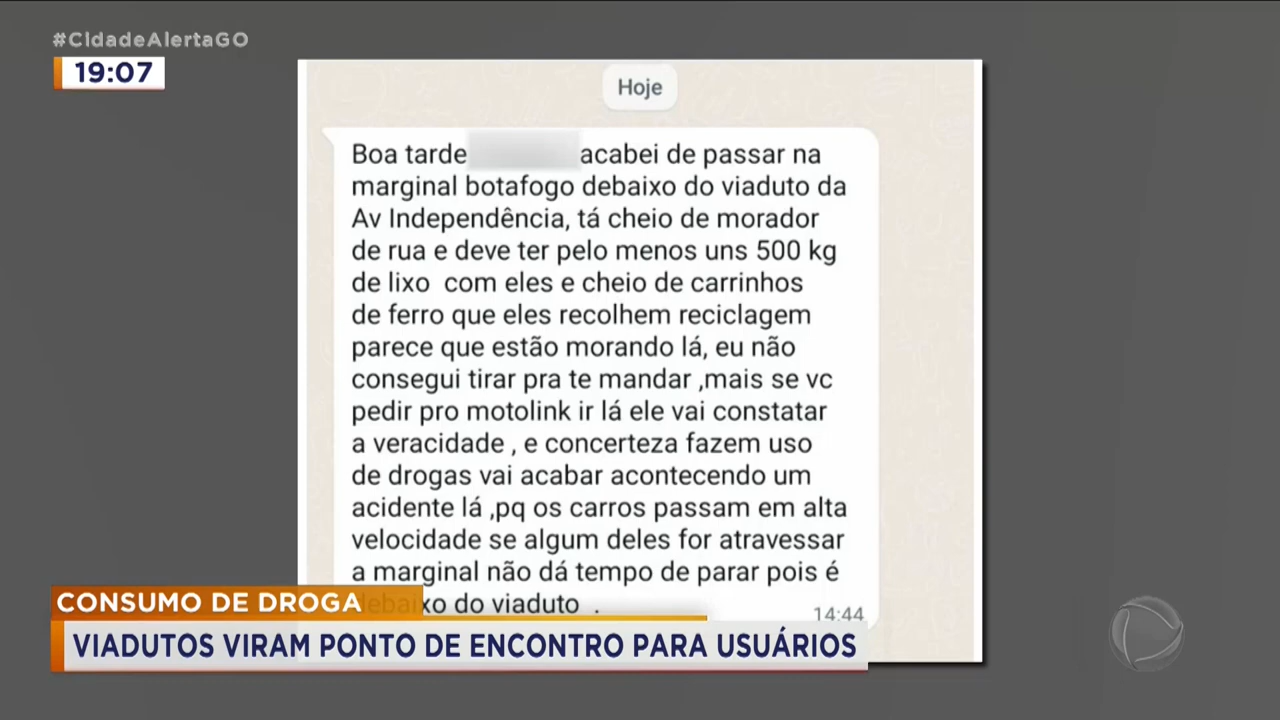 #CidadeAlertaGO
19:07
Hoje
Boa tarde acabei de passar na
marginal botafogo debaixo do viaduto da
Av Independência, tá cheio de morador
de rua e deve ter pelo menos uns 500 kg
de lixo  com eles e cheio de carrinhos
de ferro que eles recolhem reciclagem
parece que estão morando lá, eu não
consegui tirar pra te mandar ,mais se vc
pedir pro motolink ir lá ele vai constatar
a veracidade , e concerteza fazem uso
de drogas vai acabar acontecendo um
acidente lá ,pq os carros passam em alta
velocidade se algum deles for atravessar
a marginal não dá tempo de parar pois é
debaixo do viaduto  .
14:44
CONSUMO DE DROGA
VIADUTOS VIRAM PONTO DE ENCONTRO PARA USUÁRIOS